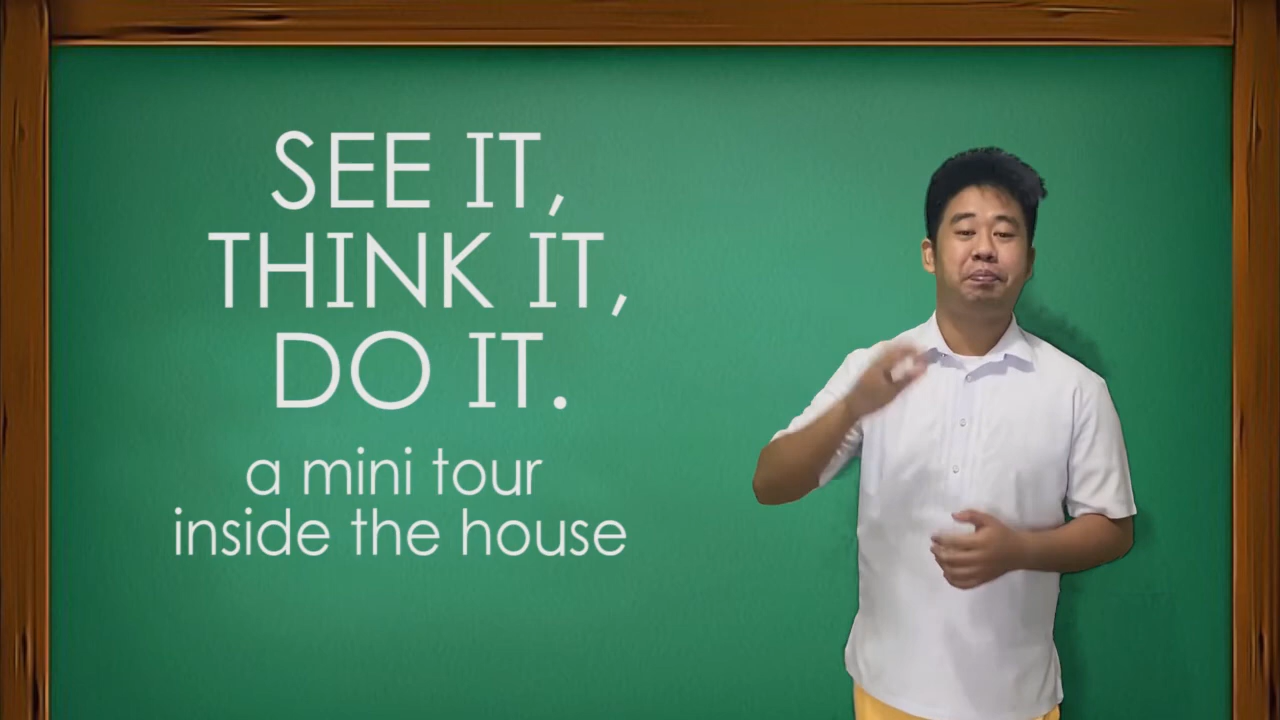 SEE IT,
THINK IT,
DO IT.
a mini tour
inside the house